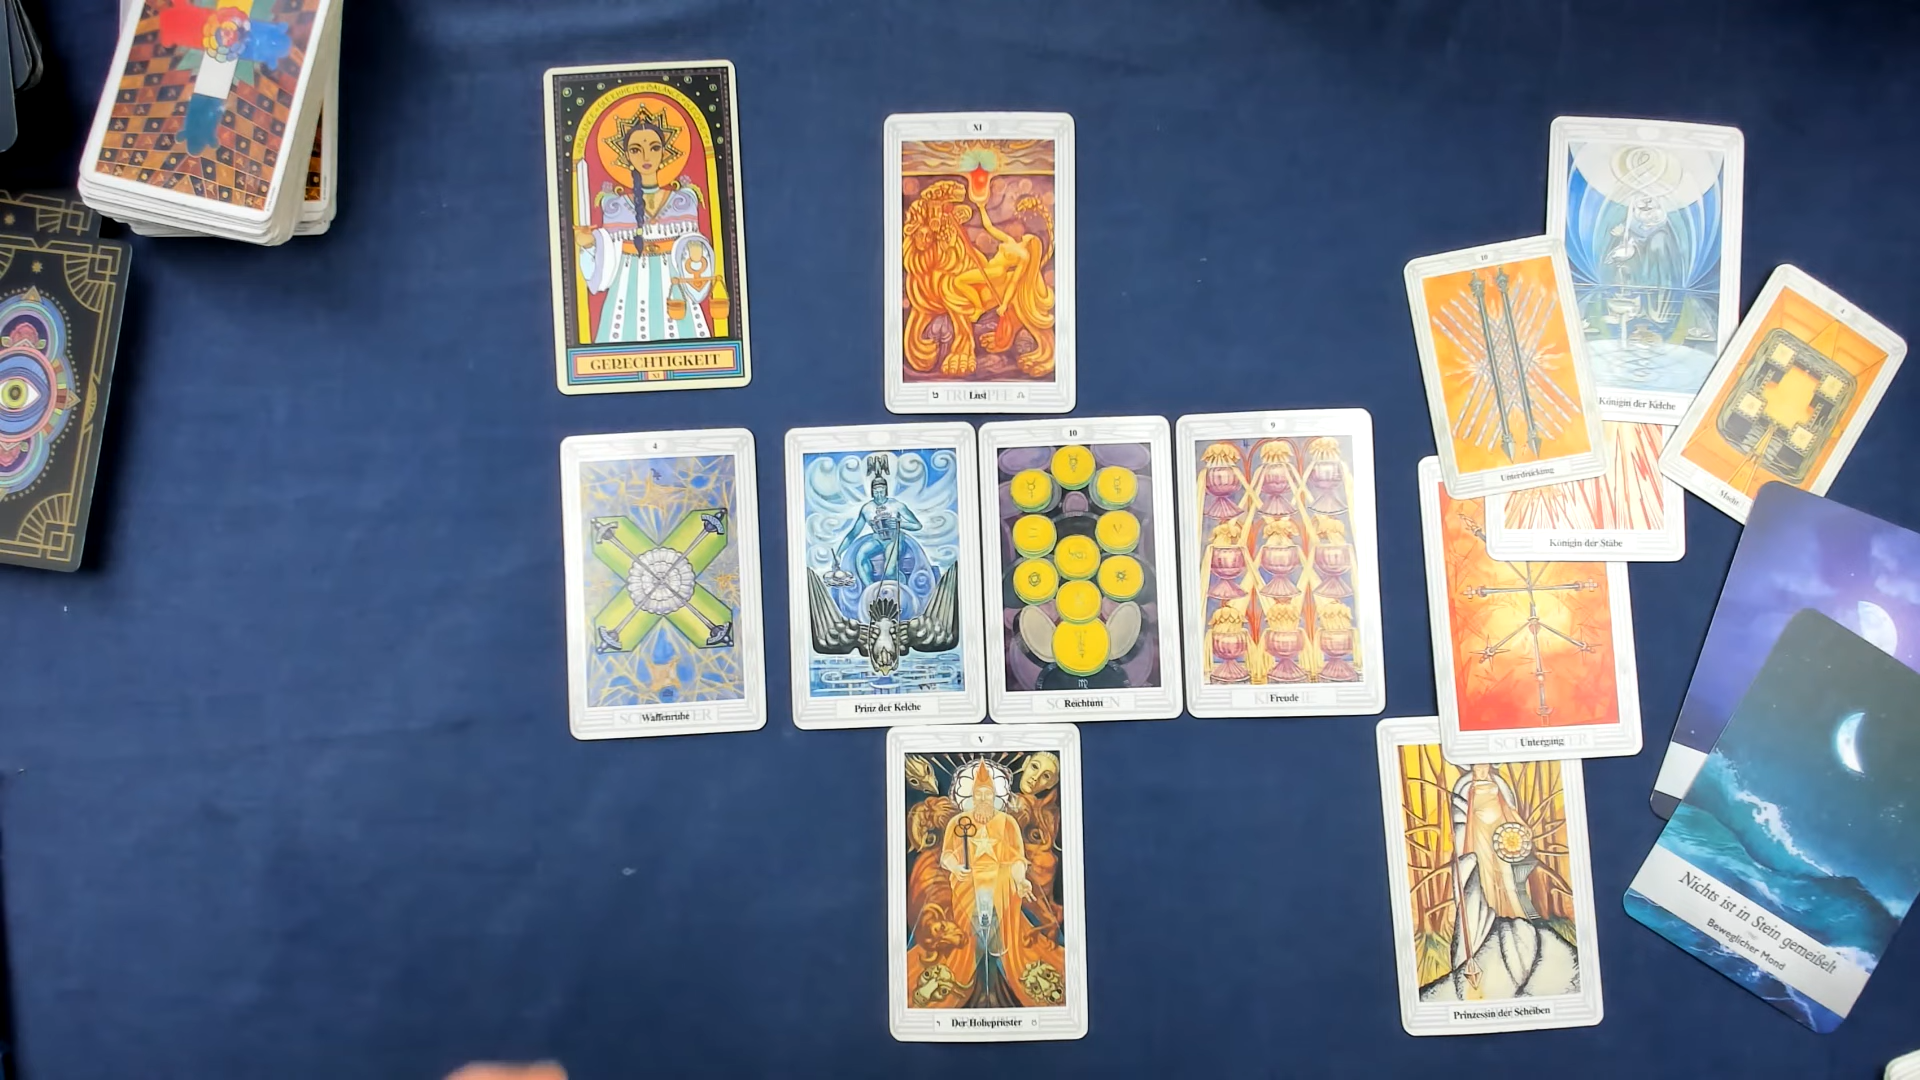 GERECHTIGKEIT
XI
XI
Lust
4
Waffenruhe
Prinz der Kelche
10
Reichtum
9
Freude
V
Der Hohepriester
Königin der Kelche
10
Unterdrückung
4
Macht
Königin der Stäbe
Untergang
Prinzessin der Scheiben
Nichts ist in Stein gemeißelt
Beweglicher Mond